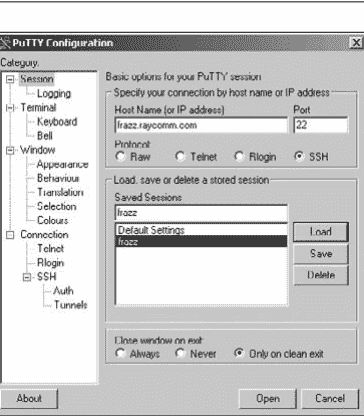 PuTTY Configuration
Category:
Session
Logging
Terminal
Keyboard
Bell
Window
Appearance
Behaviour
Translation
Selection
Colours
Connection
Telnet
Rlogin
SSH
Auth
Tunnels
Basic options for your PuTTY session
Specify your connection by host name or IP address
Host Name (or IP address)
Port
frazz.raycomm.com
22
Protocol:
Raw
Telnet
Rlogin
SSH
Load, save or delete a stored session
Saved Sessions
frazz
Default Settings
frazz
Load
Save
Delete
Close window on exit:
Always
Never
Only on clean exit
About
Open
Cancel